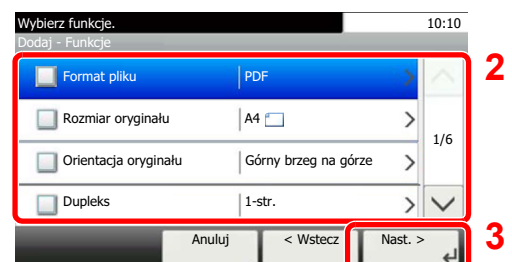 Wybierz funkcje. 10:10
Dodaj - Funkcje
Format pliku PDF
2
Rozmiar oryginału A4
1/6
Orientacja oryginału Górny brzeg na górze
Dupleks 1-str.
Anuluj < Wstecz Nast. >
3